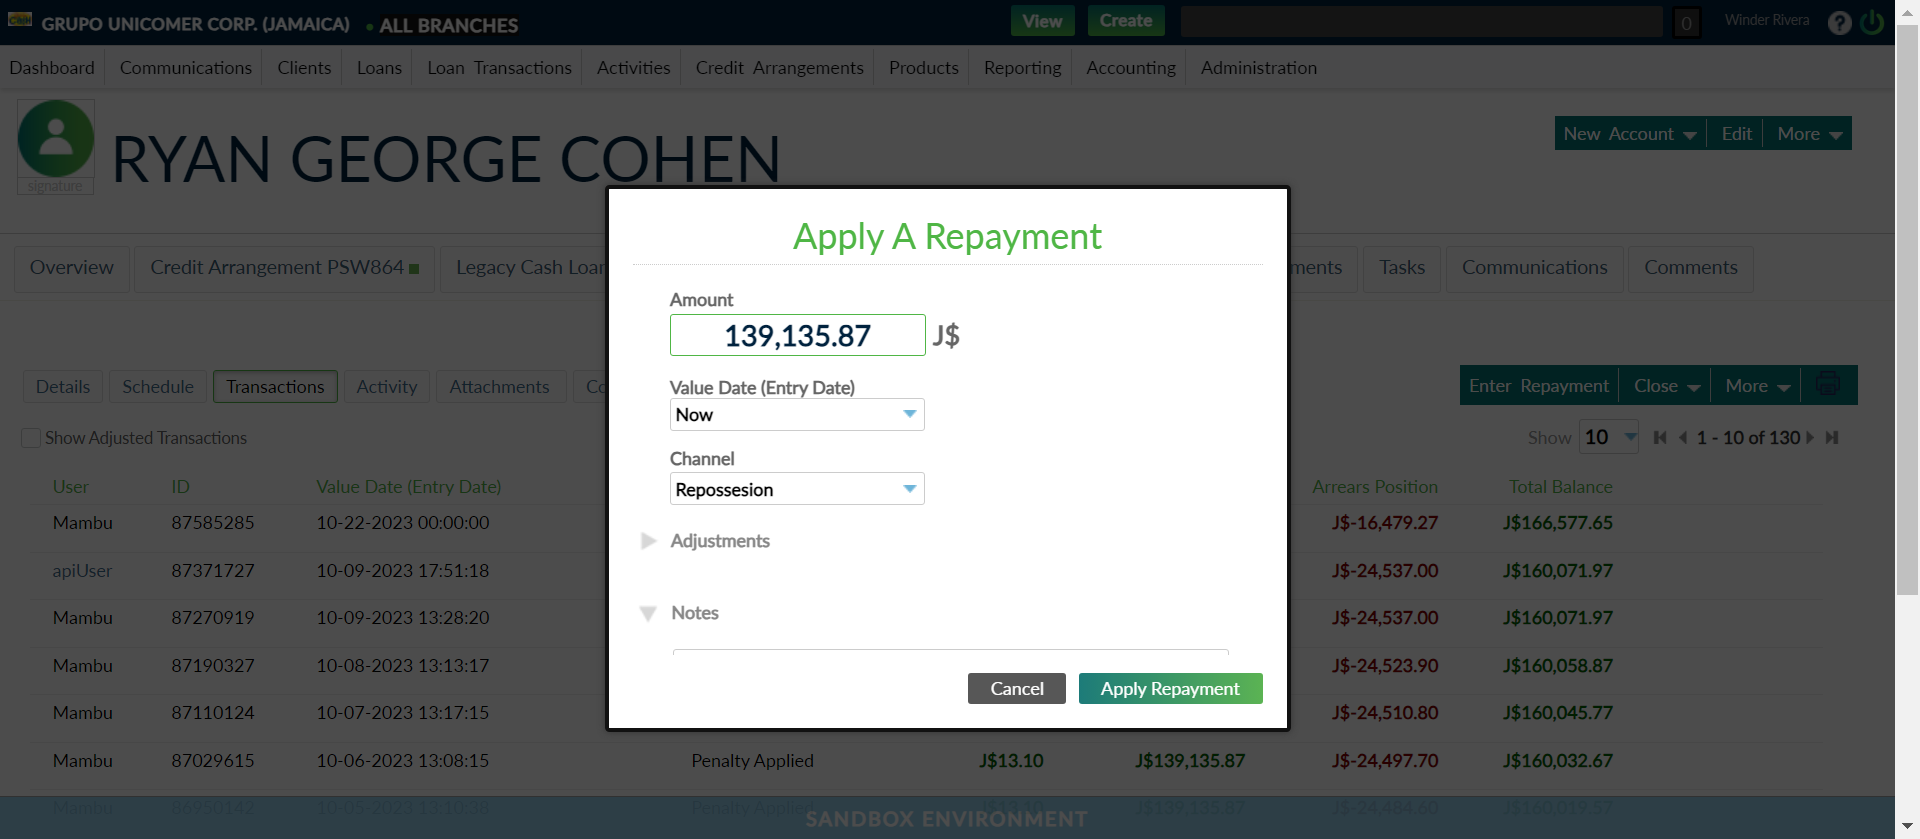 GRUPO UNICOMER CORP. (JAMAICA) ALL BRANCHES View Create 0 Winder Rivera ?
Dashboard Communications Clients Loans Loan Transactions Activities Credit Arrangements Products Reporting Accounting Administration
signature
RYAN GEORGE COHEN
New Account Edit More
Overview Credit Arrangement PSW864 Legacy Cash Loan ments Tasks Communications Comments
Apply A Repayment
Amount
139,135.87 J$
Value Date (Entry Date)
Now
Channel
Repossesion
Adjustments
Notes
Cancel Apply Repayment
Details Schedule Transactions Activity Attachments Co
Enter Repayment Close More
Show Adjusted Transactions
Show 10 1 - 10 of 130
User ID Value Date (Entry Date) Arrears Position Total Balance
Mambu 87585285 10-22-2023 00:00:00 J$-16,479.27 J$166,577.65
apiUser 87371727 10-09-2023 17:51:18 J$-24,537.00 J$160,071.97
Mambu 87270919 10-09-2023 13:28:20 J$-24,537.00 J$160,071.97
Mambu 87190327 10-08-2023 13:13:17 J$-24,523.90 J$160,058.87
Mambu 87110124 10-07-2023 13:17:15 J$-24,510.80 J$160,045.77
Mambu 87029615 10-06-2023 13:08:15 Penalty Applied J$13.10 J$139,135.87 J$-24,497.70 J$160,032.67
Mambu 86950142 10-05-2023 13:10:38 Penalty Applied J$13.10 J$139,135.87 J$-24,484.60 J$160,019.57
SANDBOX ENVIRONMENT